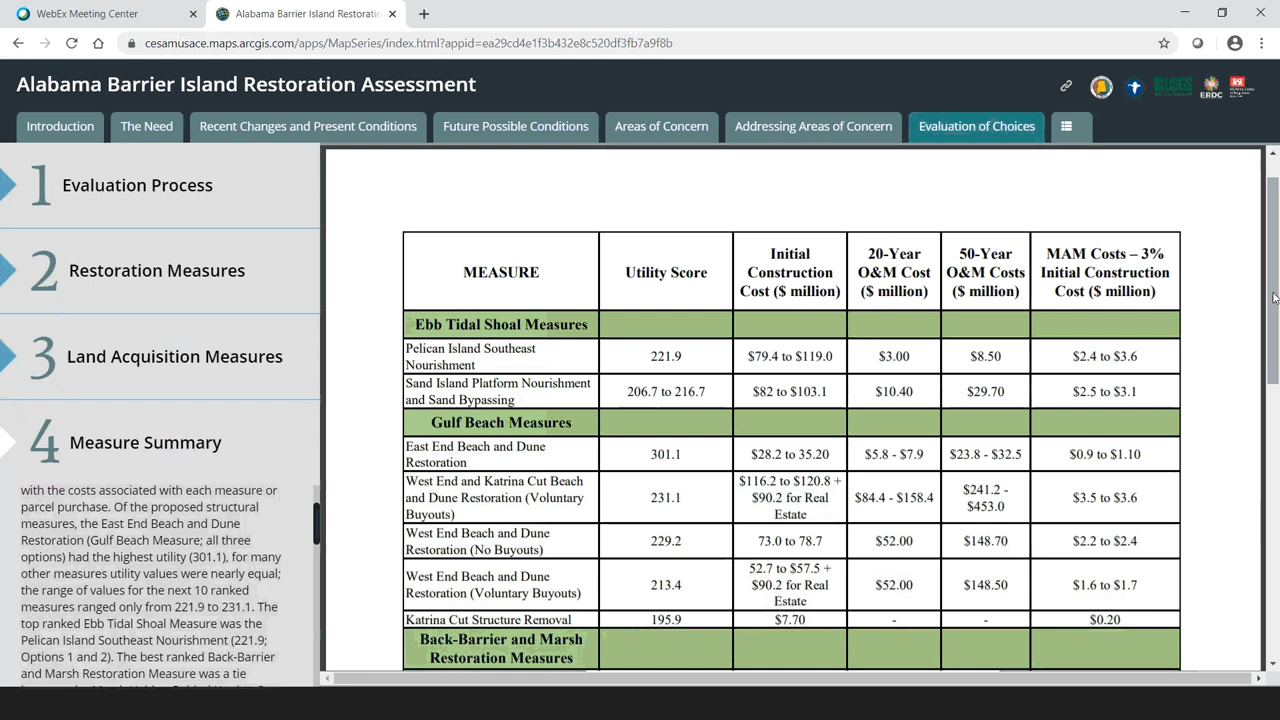 WebEx Meeting Center
Alabama Barrier Island Restoratio
cesamusace.maps.arcgis.com/apps/MapSeries/index.html?appid=ea29cd4e1f3b432e8c520df3fb7a9f8b
Alabama Barrier Island Restoration Assessment
USGS
ERDC
Introduction
The Need
Recent Changes and Present Conditions
Future Possible Conditions
Areas of Concern
Addressing Areas of Concern
Evaluation of Choices
1 Evaluation Process
2 Restoration Measures
3 Land Acquisition Measures
4 Measure Summary
with the costs associated with each measure or
parcel purchase. Of the proposed structural
measures, the East End Beach and Dune
Restoration (Gulf Beach Measure; all three
options) had the highest utility (301.1), for many
other measures utility values were nearly equal;
the range of values for the next 10 ranked
measures ranged only from 221.9 to 231.1. The
top ranked Ebb Tidal Shoal Measure was the
Pelican Island Southeast Nourishment (221.9;
Options 1 and 2). The best ranked Back-Barrier
and Marsh Restoration Measure was a tie
MEASURE
Utility Score
Initial
Construction
Cost ($ million)
20-Year
O&M Cost
($ million)
50-Year
O&M Costs
($ million)
MAM Costs – 3%
Initial Construction
Cost ($ million)
Ebb Tidal Shoal Measures
Pelican Island Southeast
Nourishment
221.9
$79.4 to $119.0
$3.00
$8.50
$2.4 to $3.6
Sand Island Platform Nourishment
and Sand Bypassing
206.7 to 216.7
$82 to $103.1
$10.40
$29.70
$2.5 to $3.1
Gulf Beach Measures
East End Beach and Dune
Restoration
301.1
$28.2 to 35.20
$5.8 - $7.9
$23.8 - $32.5
$0.9 to $1.10
West End and Katrina Cut Beach
and Dune Restoration (Voluntary
Buyouts)
231.1
$116.2 to $120.8 +
$90.2 for Real
Estate
$84.4 - $158.4
$241.2 -
$453.0
$3.5 to $3.6
West End Beach and Dune
Restoration (No Buyouts)
229.2
73.0 to 78.7
$52.00
$148.70
$2.2 to $2.4
West End Beach and Dune
Restoration (Voluntary Buyouts)
213.4
52.7 to $57.5 +
$90.2 for Real
Estate
$52.00
$148.50
$1.6 to $1.7
Katrina Cut Structure Removal
195.9
$7.70
-
-
$0.20
Back-Barrier and Marsh
Restoration Measures